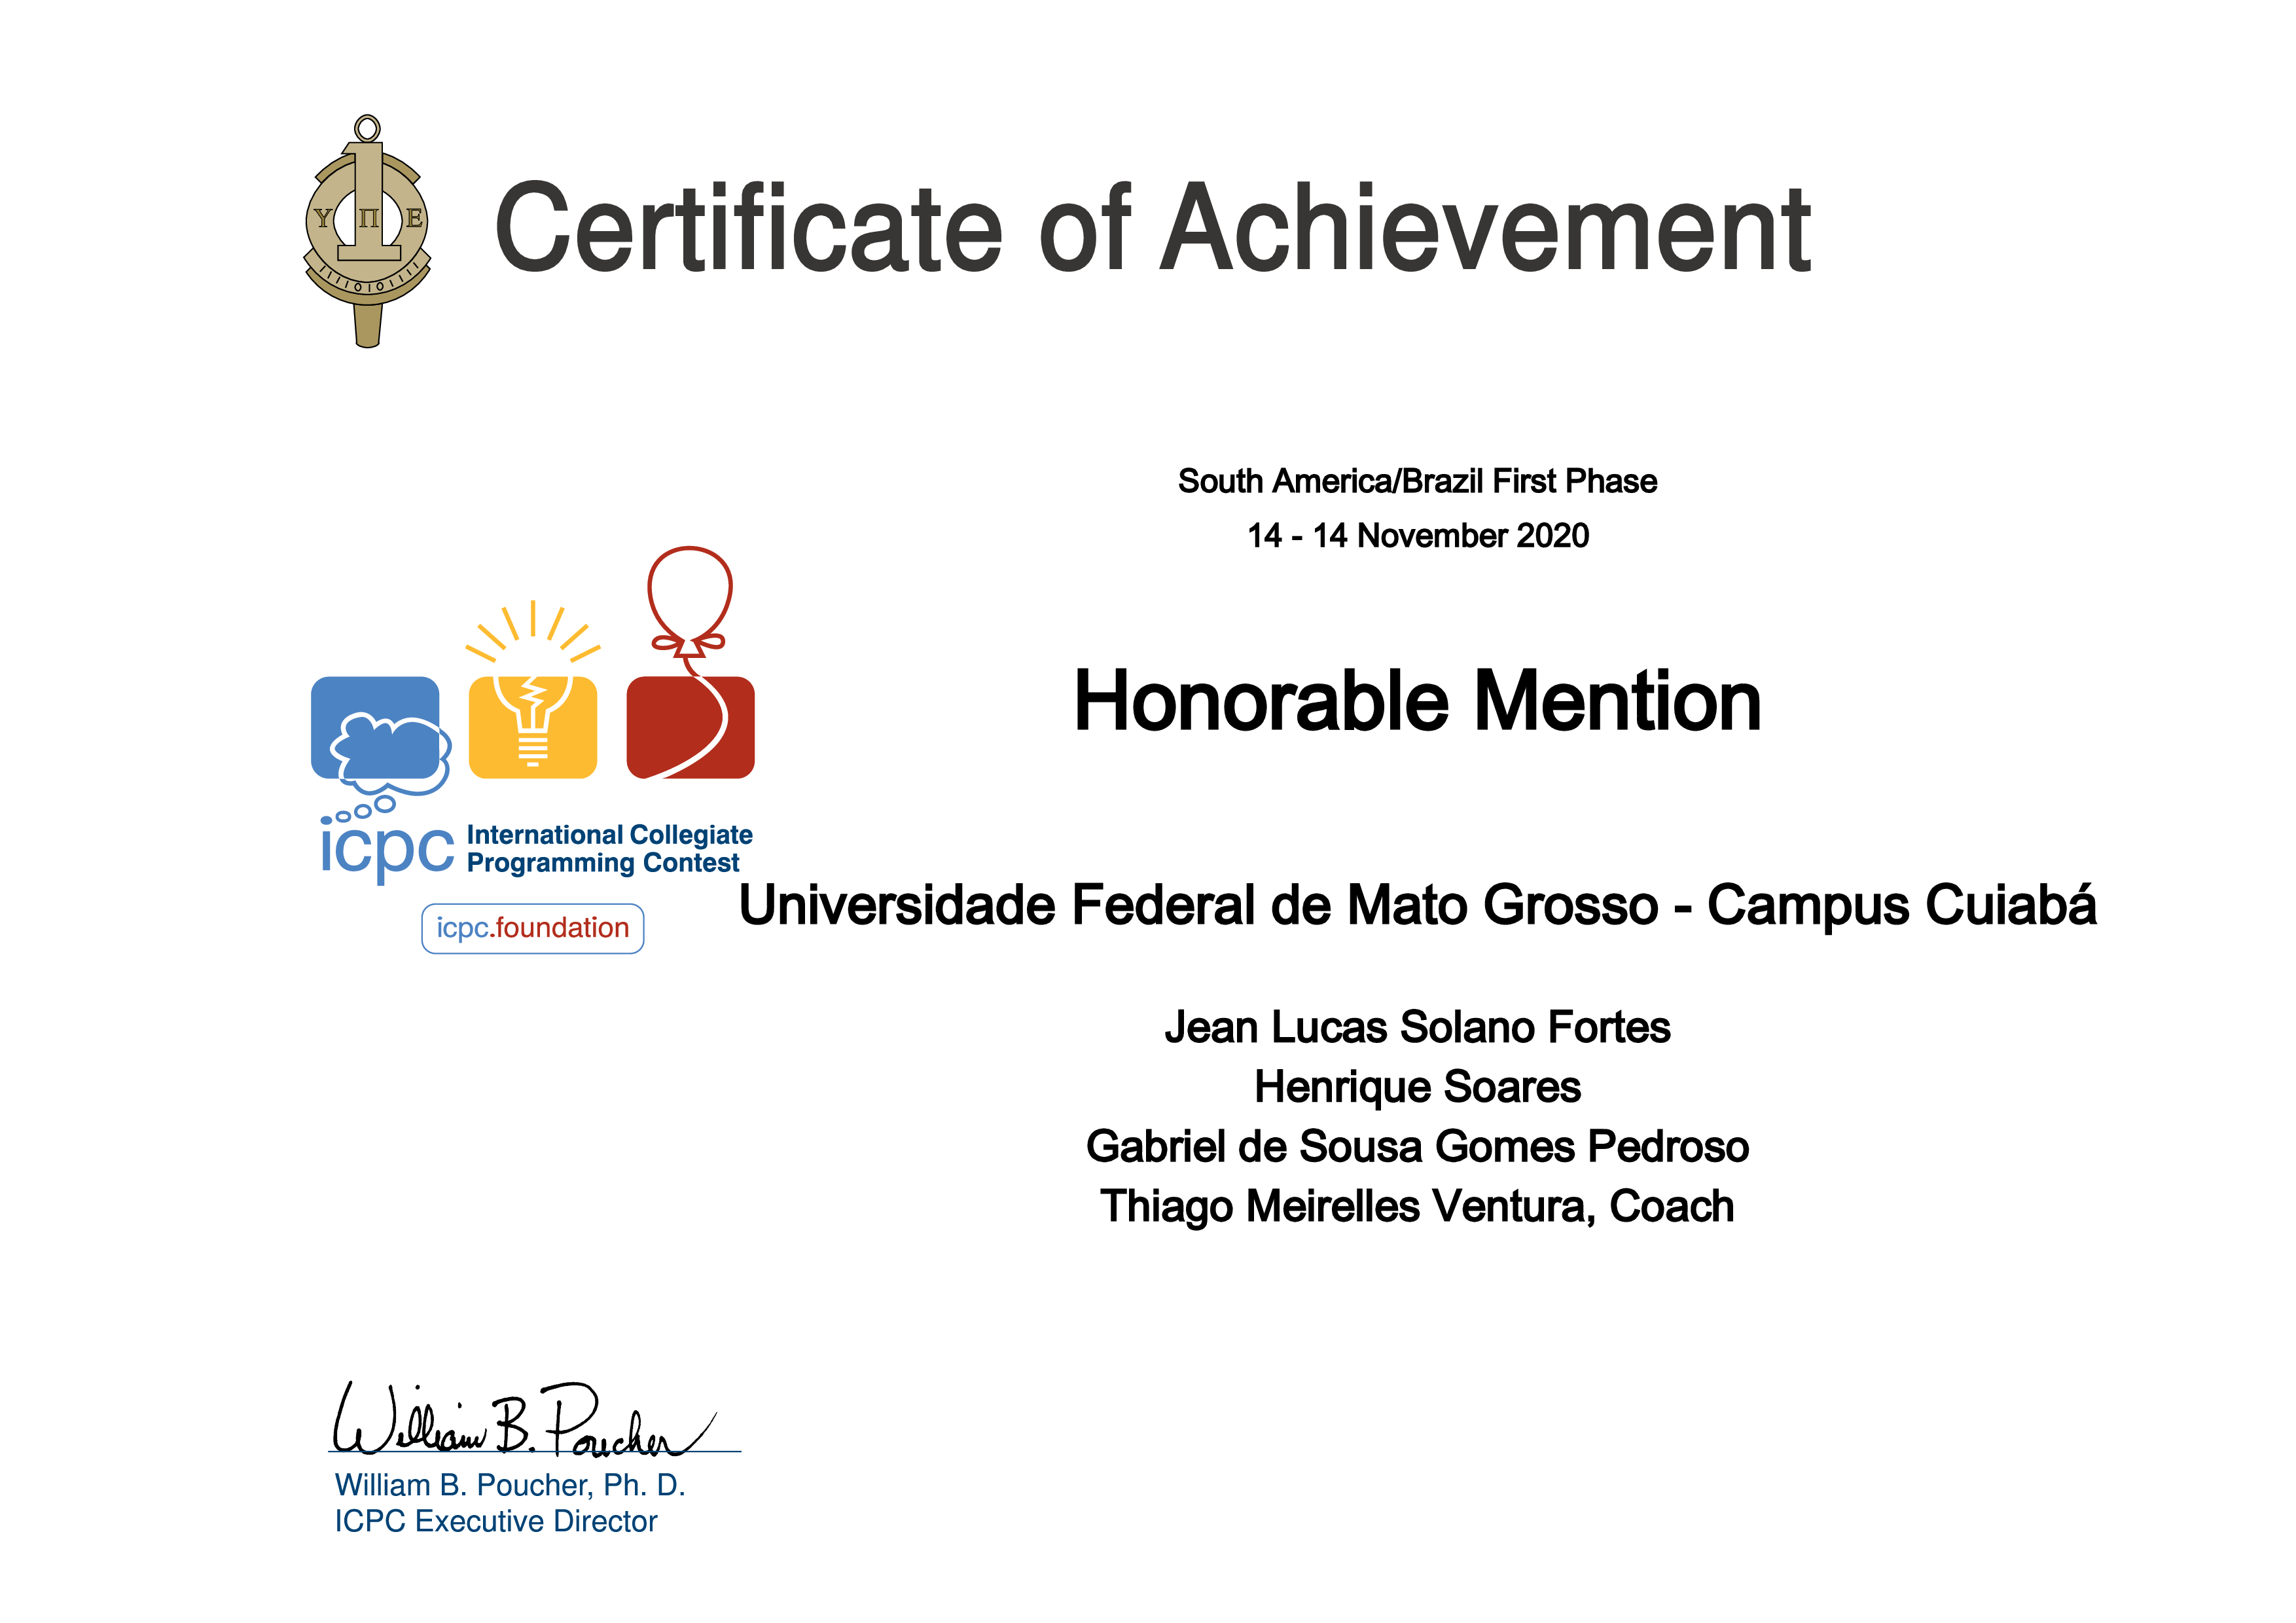 Certificate of Achievement
Υ Π Ε
South America/Brazil First Phase
14 - 14 November 2020
Honorable Mention
icpc International Collegiate
Programming Contest
icpc.foundation
Universidade Federal de Mato Grosso - Campus Cuiabá
Jean Lucas Solano Fortes
Henrique Soares
Gabriel de Sousa Gomes Pedroso
Thiago Meirelles Ventura, Coach
William B. Poucher
William B. Poucher, Ph. D.
ICPC Executive Director